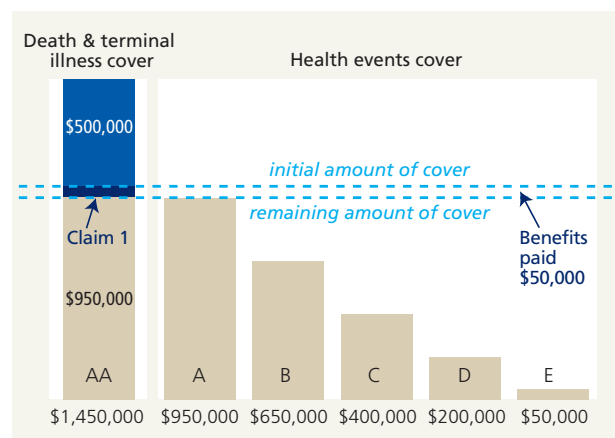 Death & terminal
illness cover
Health events cover
$500,000
initial amount of cover
remaining amount of cover
Claim 1
Benefits
paid
$50,000
$950,000
AA A B C D E
$1,450,000 $950,000 $650,000 $400,000 $200,000 $50,000